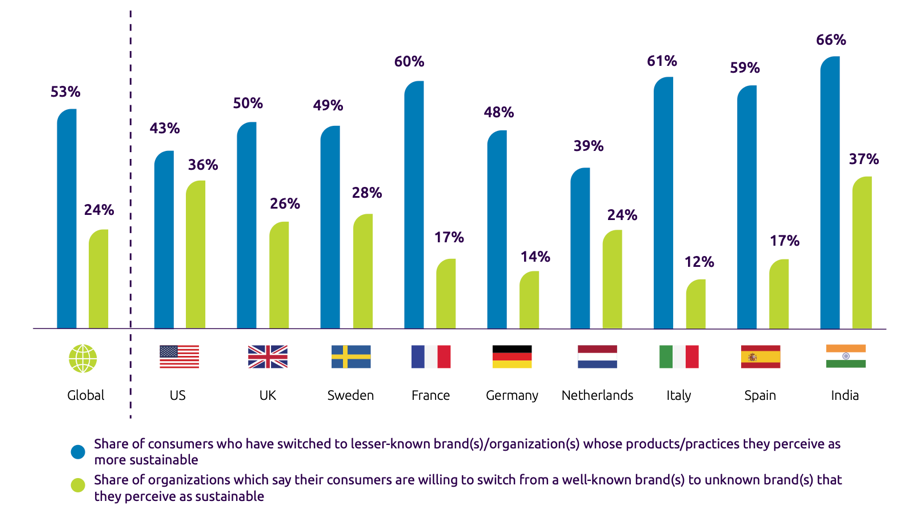 53%
24%
43%
36%
50%
26%
49%
28%
60%
17%
48%
14%
39%
24%
61%
12%
59%
17%
66%
37%
Global
US
UK
Sweden
France
Germany
Netherlands
Italy
Spain
India
Share of consumers who have switched to lesser-known brand(s)/organization(s) whose products/practices they perceive as
more sustainable
Share of organizations which say their consumers are willing to switch from a well-known brand(s) to unknown brand(s) that
they perceive as sustainable